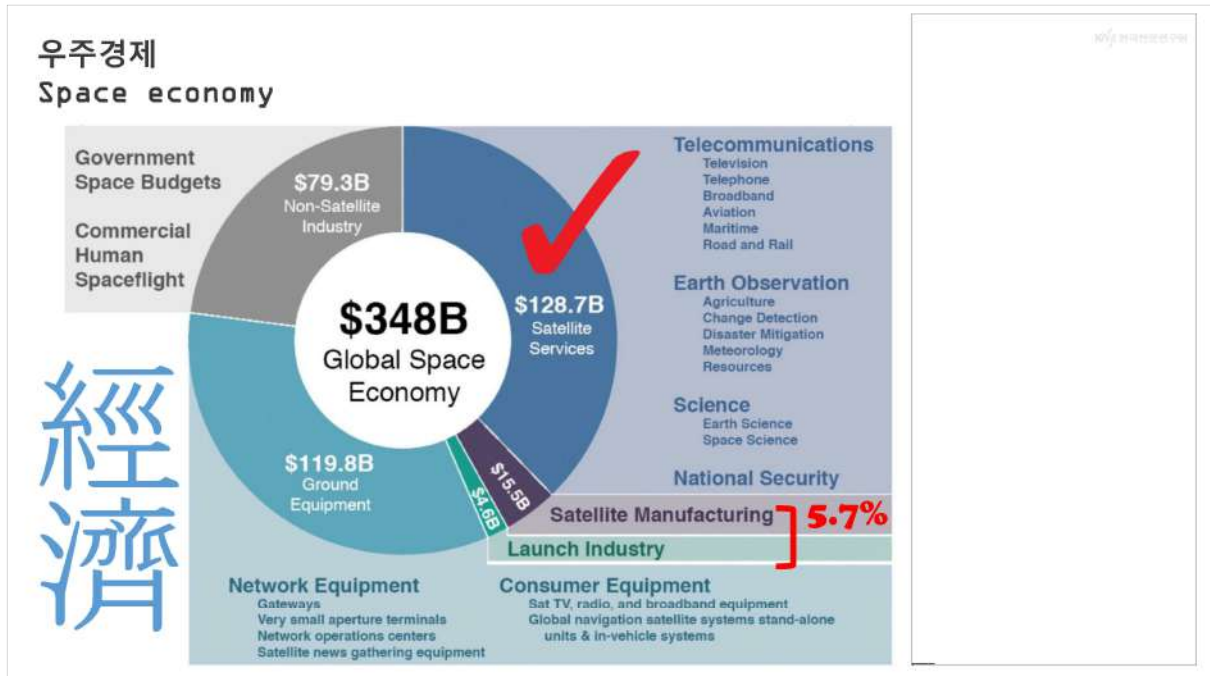 우주경제
Space economy
Government
Space Budgets
Commercial
Human
Spaceflight
$79.3B
Non-Satellite
Industry
$348B
Global Space
Economy
$128.7B
Satellite
Services
$119.8B
Ground
Equipment
$4.6B
$15.5B
Telecommunications
Television
Telephone
Broadband
Aviation
Maritime
Road and Rail
Earth Observation
Agriculture
Change Detection
Disaster Mitigation
Meteorology
Resources
Science
Earth Science
Space Science
National Security
Satellite Manufacturing
Launch Industry
5.7%
Network Equipment
Gateways
Very small aperture terminals
Network operations centers
Satellite news gathering equipment
Consumer Equipment
Sat TV, radio, and broadband equipment
Global navigation satellite systems stand-alone
units & in-vehicle systems
經
濟